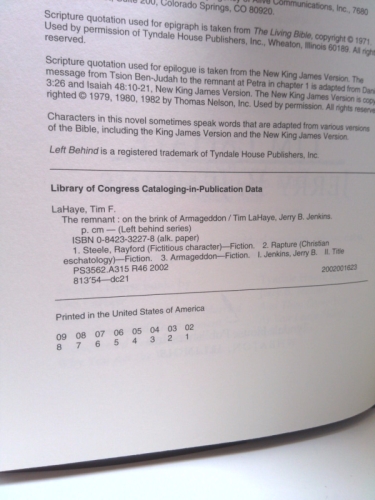 Suite 200, Colorado Springs, CO 80920.
Communications, Inc., 7680
Scripture quotation used for epigraph is taken from The Living Bible, copyright © 1971.
Used by permission of Tyndale House Publishers, Inc., Wheaton, Illinois 60189. All rights
reserved.
Scripture quotation used for epilogue is taken from the New King James Version. The
message from Tsion Ben-Judah to the remnant at Petra in chapter 1 is adapted from
3:26 and Isaiah 48:10-21, New King James Version. The New King James Version is
righted © 1979, 1980, 1982 by Thomas Nelson, Inc. Used by permission. All rights
Characters in this novel sometimes speak words that are adapted from various versions
of the Bible, including the King James Version and the New King James Version.
Left Behind is a registered trademark of Tyndale House Publishers, Inc.
Library of Congress Cataloging-in-Publication Data
LaHaye, Tim F.
The remnant : on the brink of Armageddon / Tim LaHaye, Jerry B. Jenkins.
p. cm — (Left behind series)
ISBN 0-8423-3227-8 (alk. paper)
1. Steele, Rayford (Fictitious character)—Fiction. 2. Rapture (Christian
eschatology)—Fiction. 3. Armageddon—Fiction. I. Jenkins, Jerry B. II. Title
PS3562.A315 R46 2002
813'54—dc21 2002001623
Printed in the United States of America
09 08 07 06 05 04 03 02
8 7 6 5 4 3 2 1